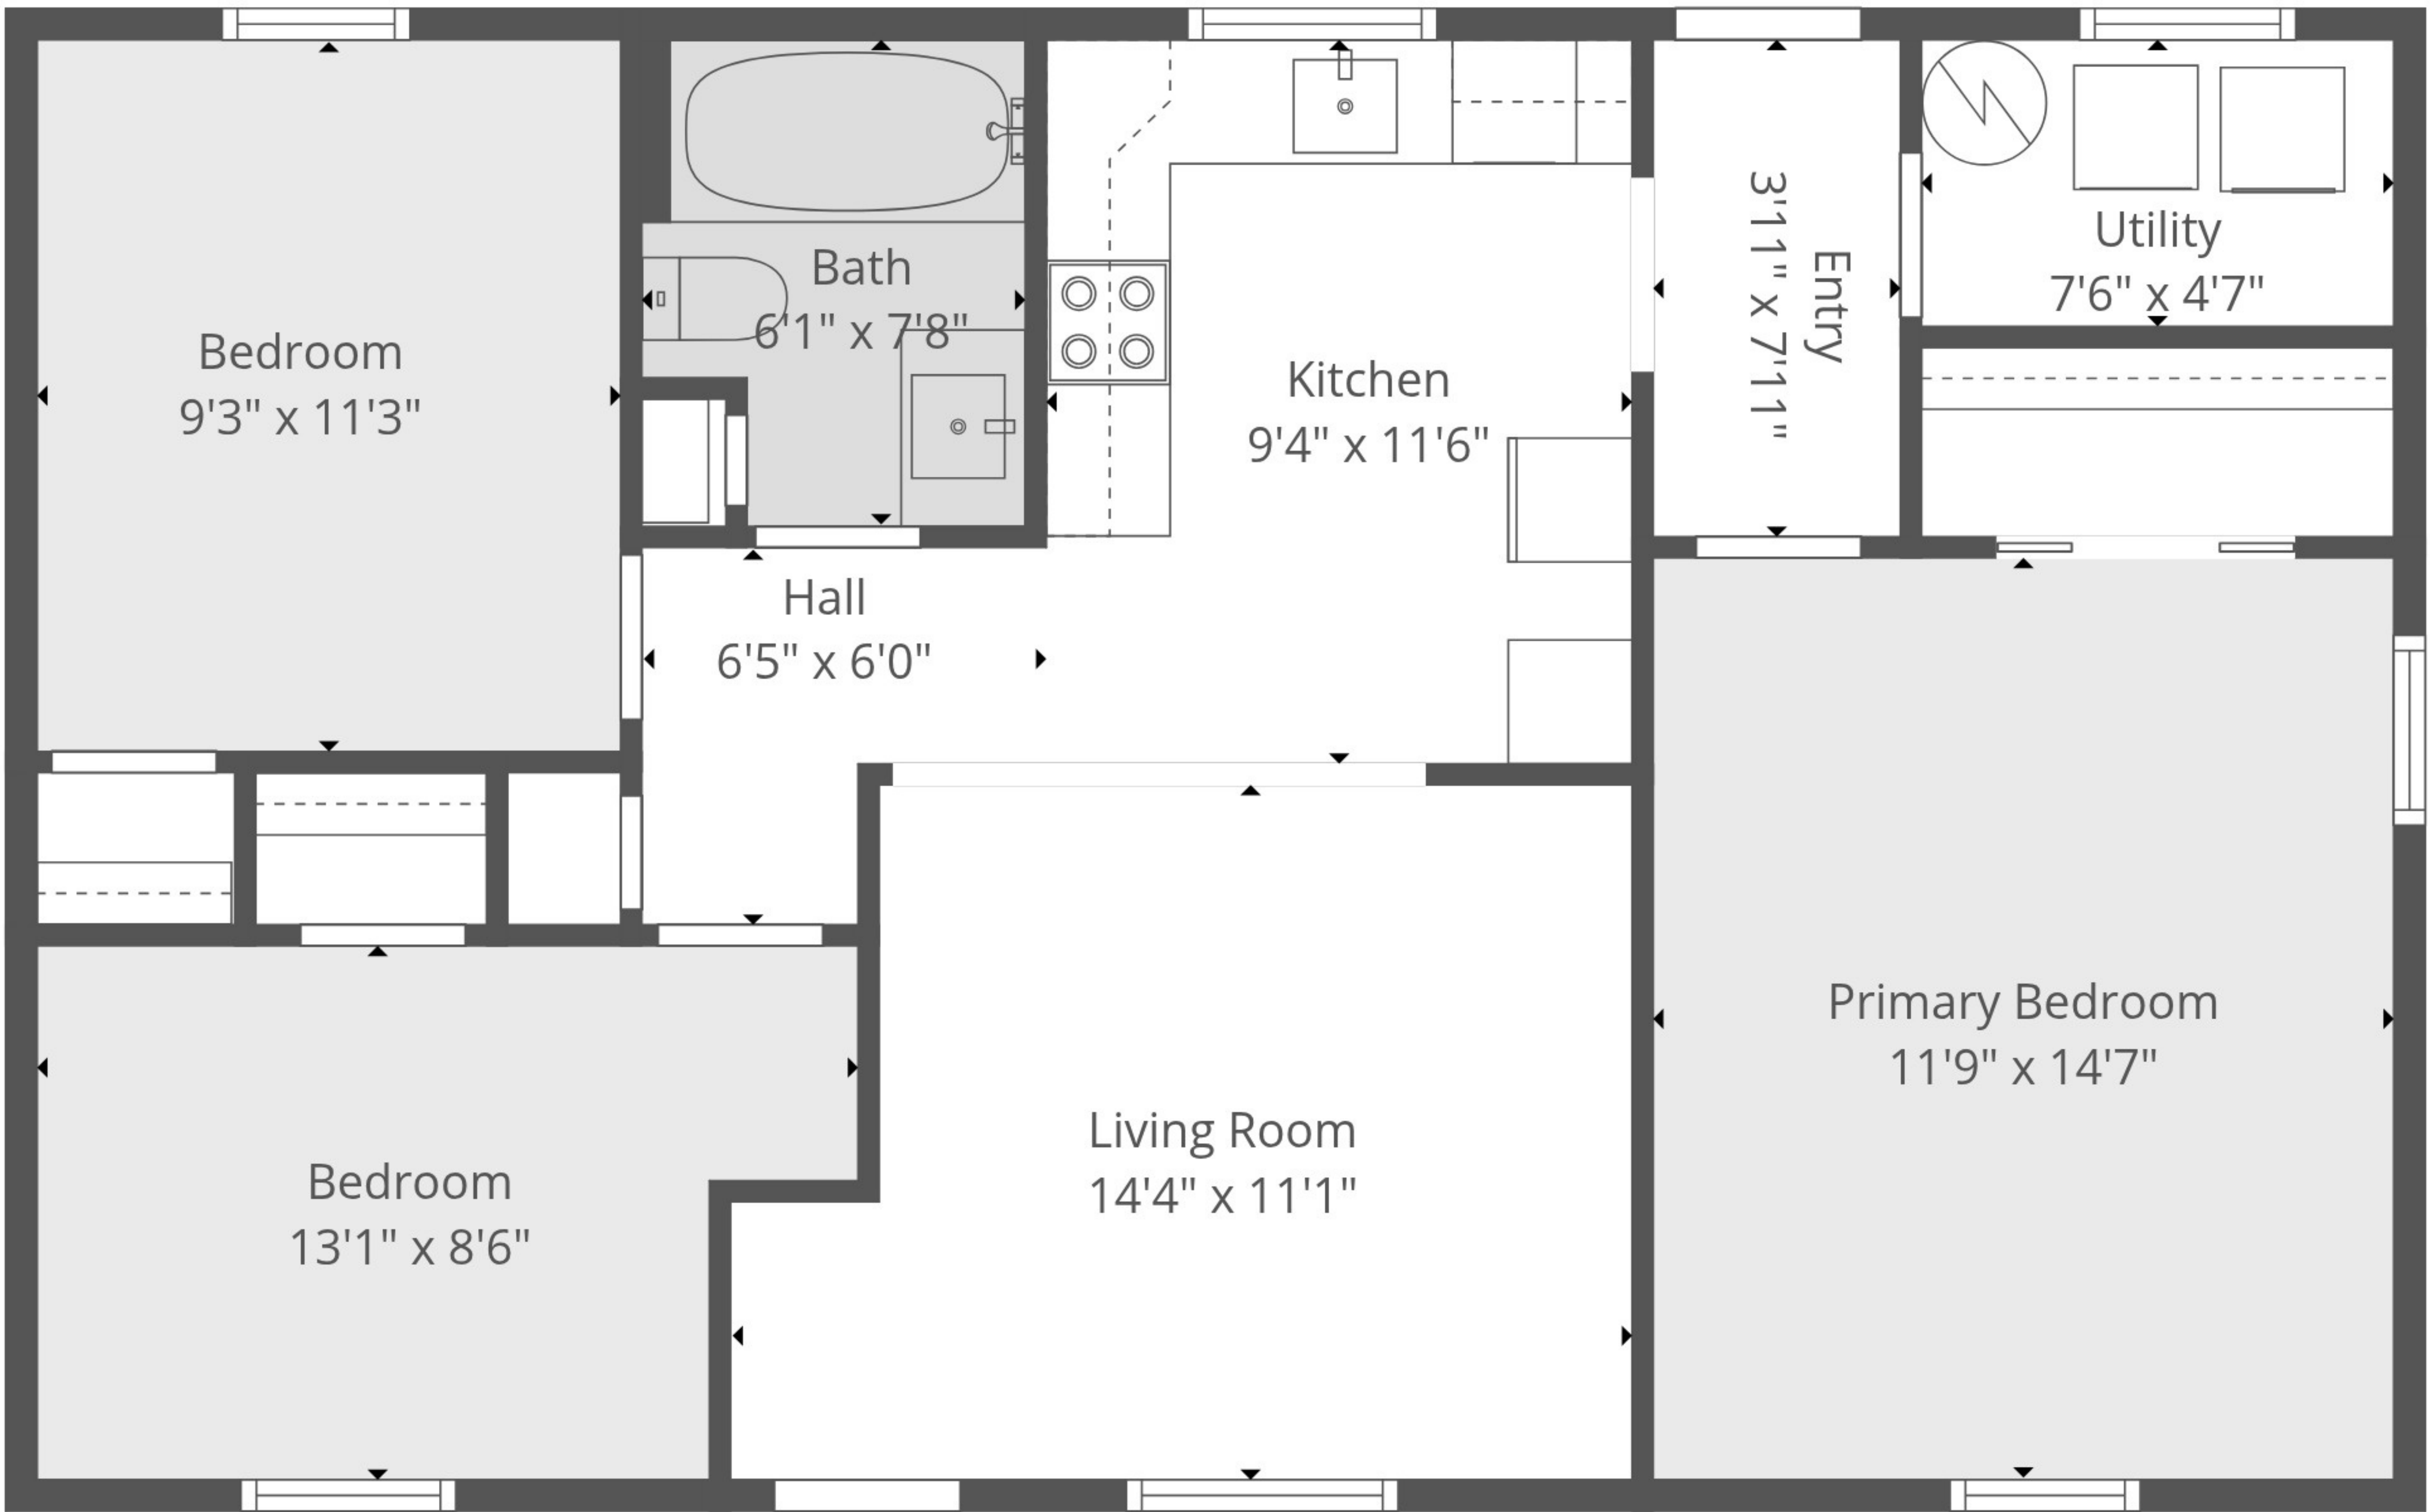 Bedroom
9'3" x 11'3"
Bath
6'1" x 7'8"
Kitchen
9'4" x 11'6"
Entry
3'11" x 7'11"
Utility
7'6" x 4'7"
Hall
6'5" x 6'0"
Bedroom
13'1" x 8'6"
Living Room
14'4" x 11'1"
Primary Bedroom
11'9" x 14'7"